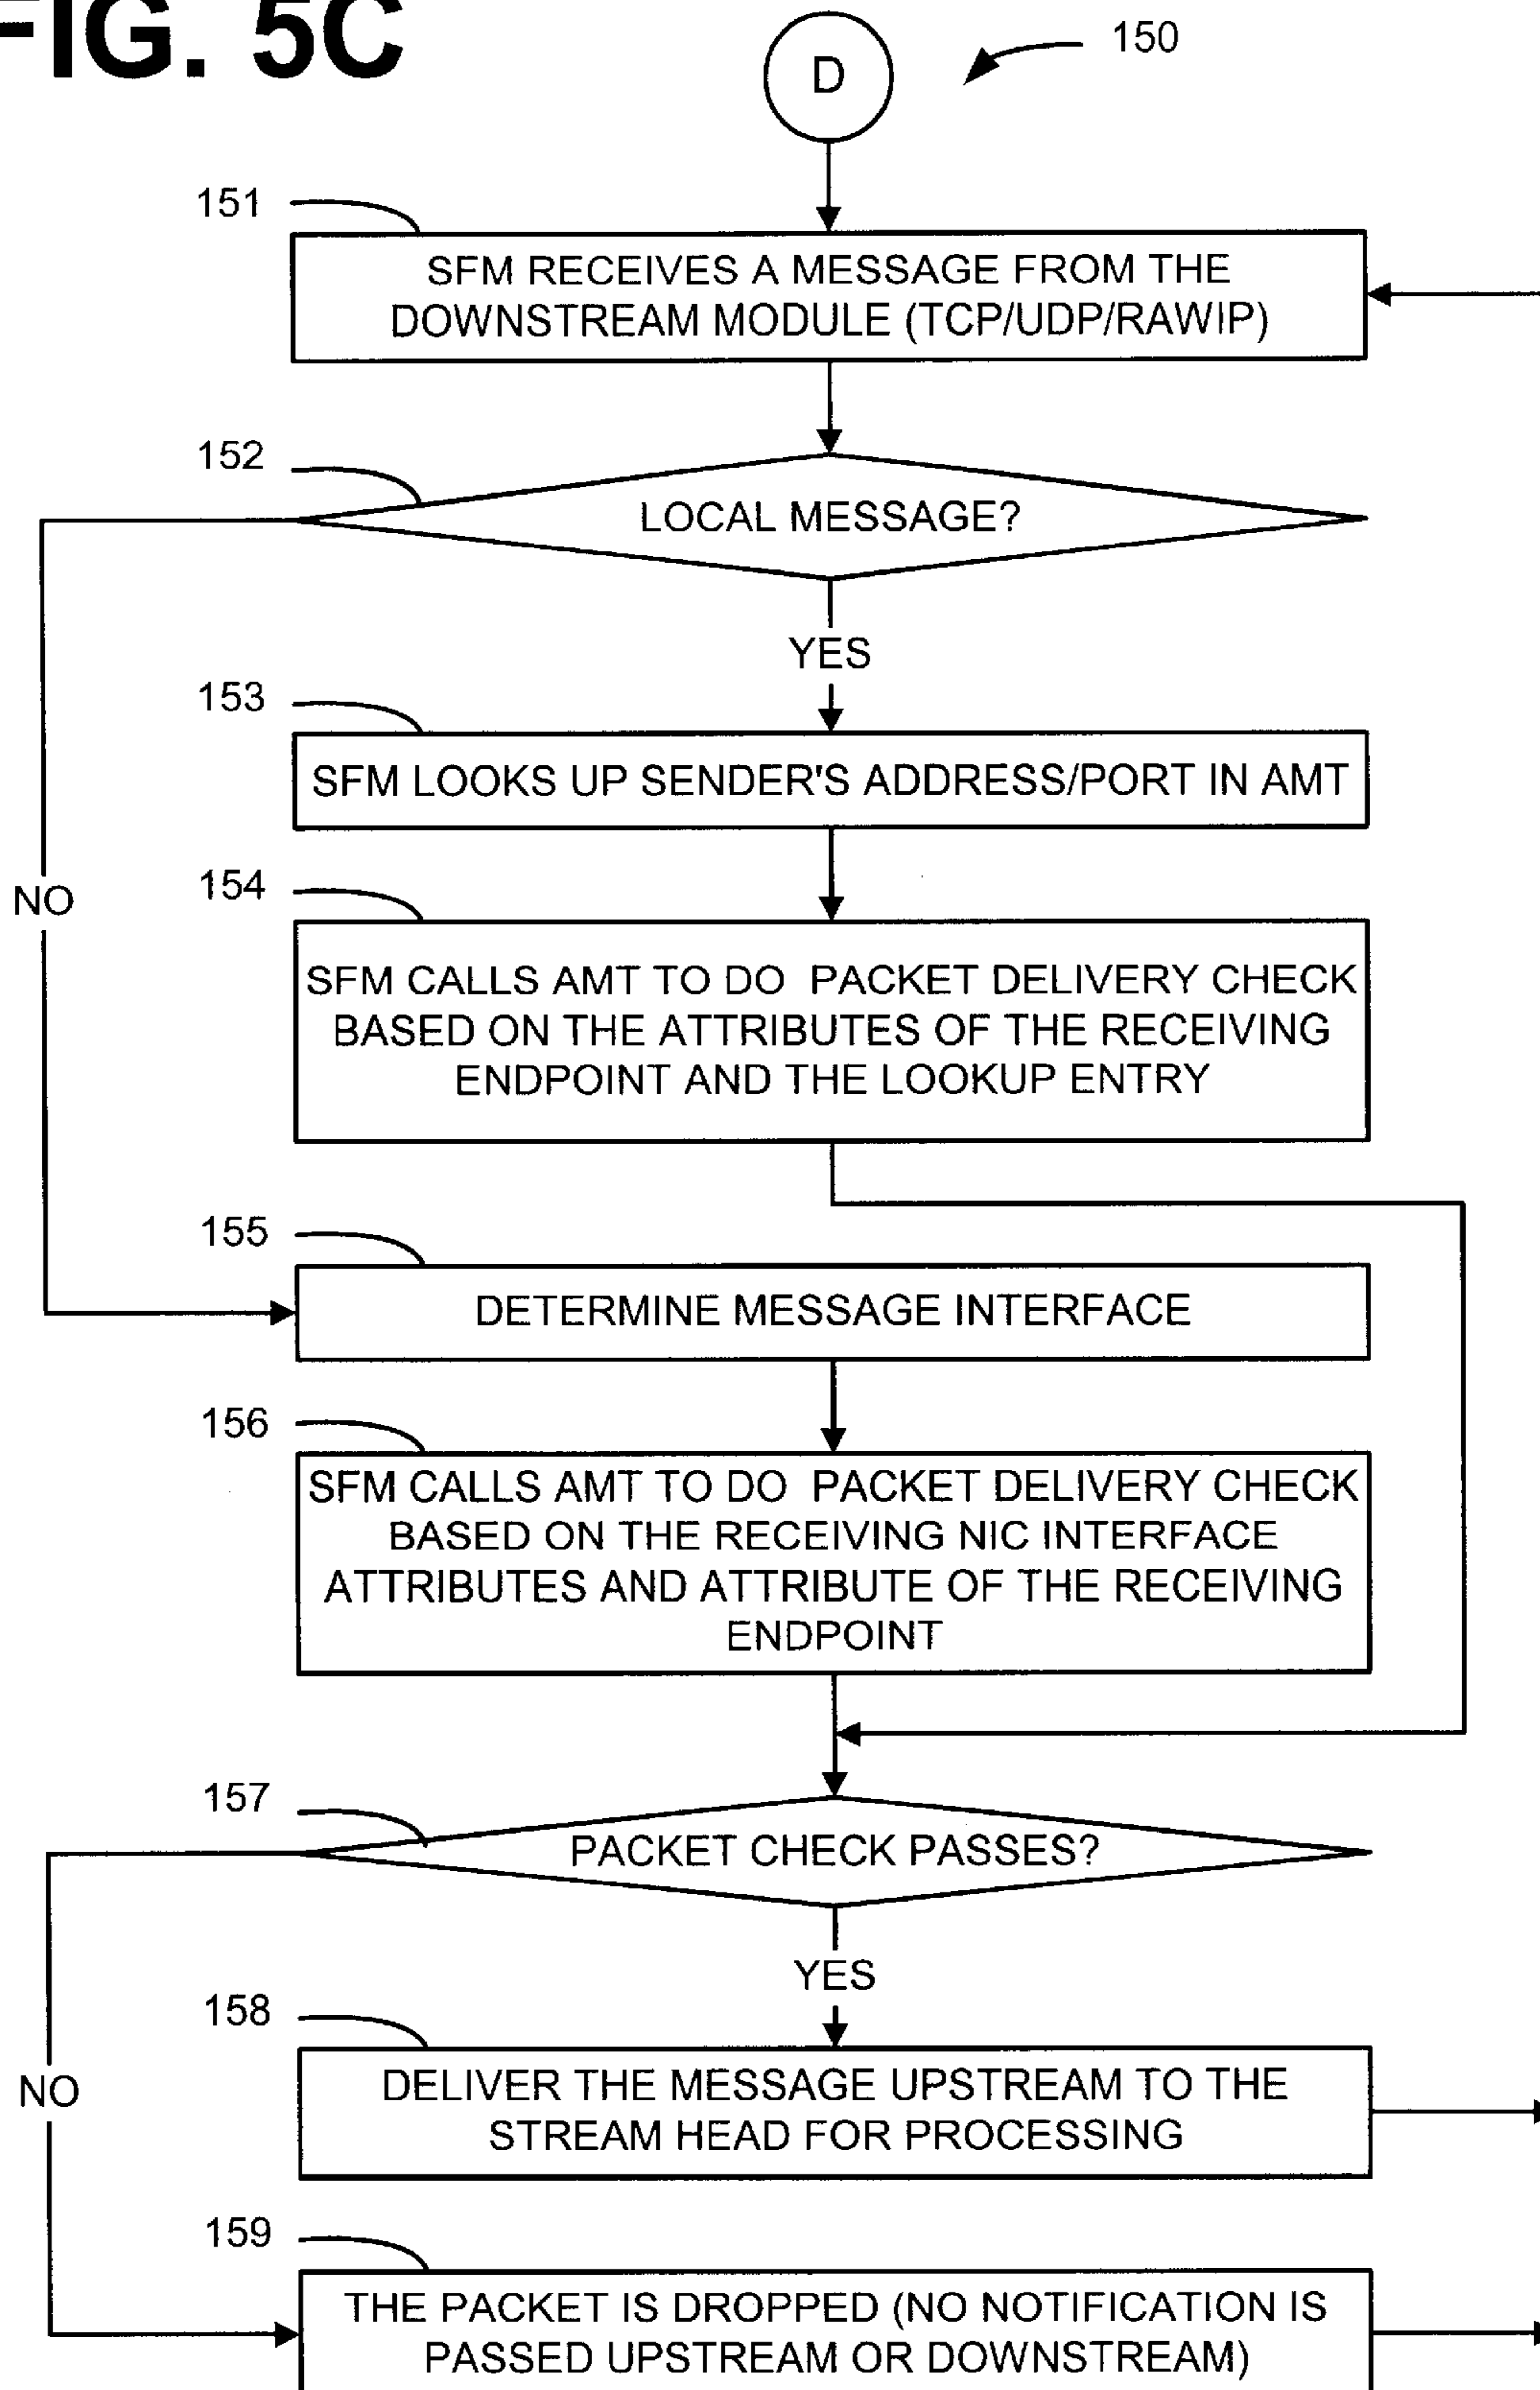 FIG. 5C
D
150
151
SFM RECEIVES A MESSAGE FROM THE
DOWNSTREAM MODULE (TCP/UDP/RAWIP)
152
LOCAL MESSAGE?
YES
153
SFM LOOKS UP SENDER'S ADDRESS/PORT IN AMT
NO
154
SFM CALLS AMT TO DO PACKET DELIVERY CHECK
BASED ON THE ATTRIBUTES OF THE RECEIVING
ENDPOINT AND THE LOOKUP ENTRY
155
DETERMINE MESSAGE INTERFACE
156
SFM CALLS AMT TO DO PACKET DELIVERY CHECK
BASED ON THE RECEIVING NIC INTERFACE
ATTRIBUTES AND ATTRIBUTE OF THE RECEIVING
ENDPOINT
157
PACKET CHECK PASSES?
YES
158
DELIVER THE MESSAGE UPSTREAM TO THE
STREAM HEAD FOR PROCESSING
NO
159
THE PACKET IS DROPPED (NO NOTIFICATION IS
PASSED UPSTREAM OR DOWNSTREAM)